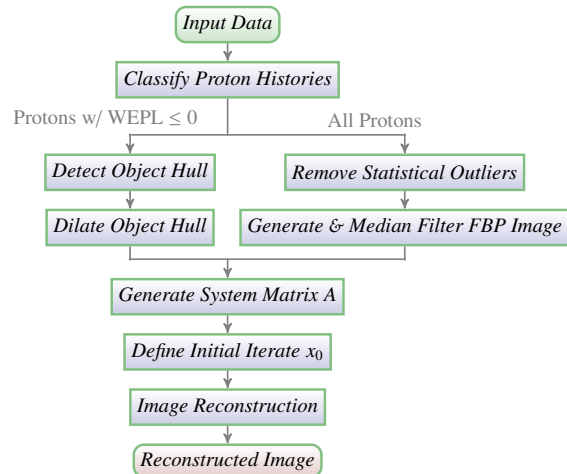 Input Data
Classify Proton Histories
Protons w/ WEPL ≤ 0
All Protons
Detect Object Hull
Remove Statistical Outliers
Dilate Object Hull
Generate & Median Filter FBP Image
Generate System Matrix A
Define Initial Iterate x₀
Image Reconstruction
Reconstructed Image